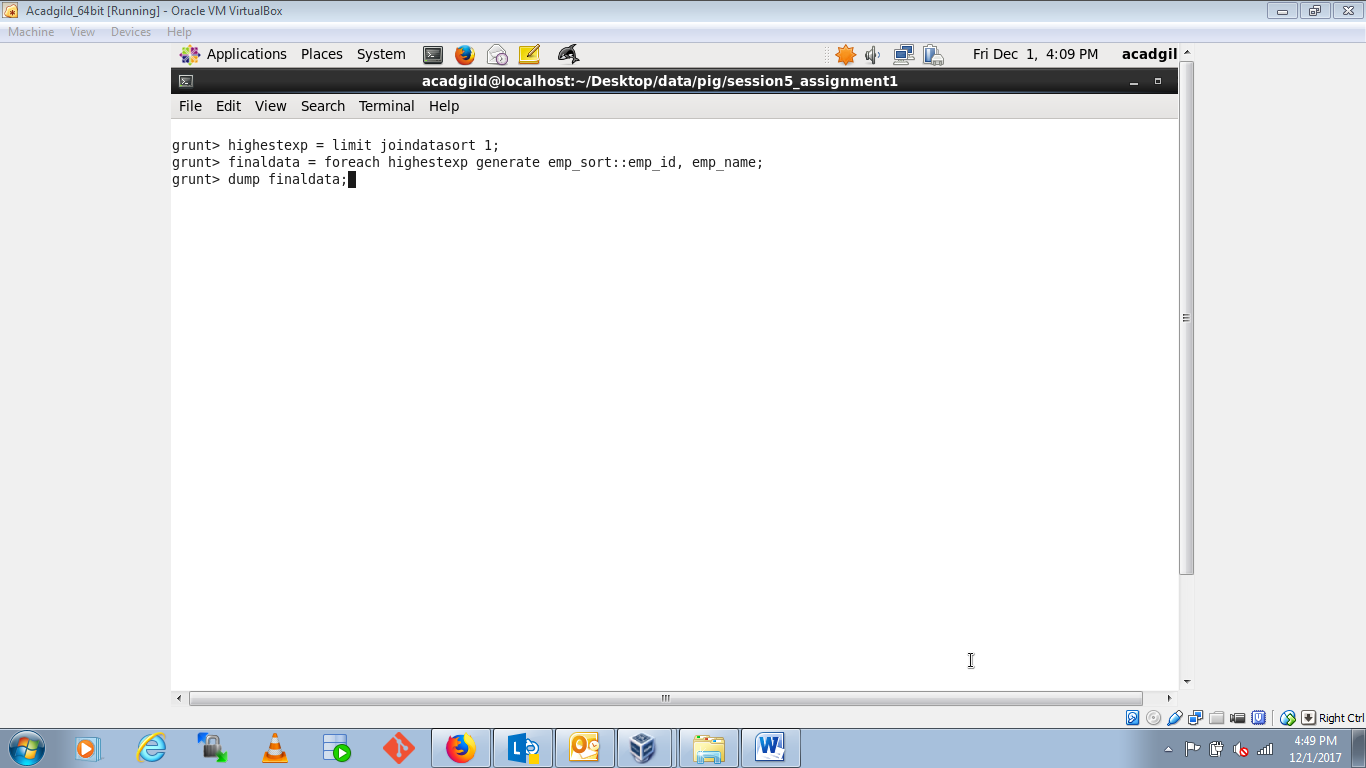 Acadgild_64bit [Running] - Oracle VM VirtualBox
Machine View Devices Help
Applications Places System Fri Dec 1, 4:09 PM acadgil
acadgild@localhost:~/Desktop/data/pig/session5_assignment1
File Edit View Search Terminal Help
grunt> highestexp = limit joindatasort 1;
grunt> finaldata = foreach highestexp generate emp_sort::emp_id, emp_name;
grunt> dump finaldata;
Right Ctrl
4:49 PM
12/1/2017